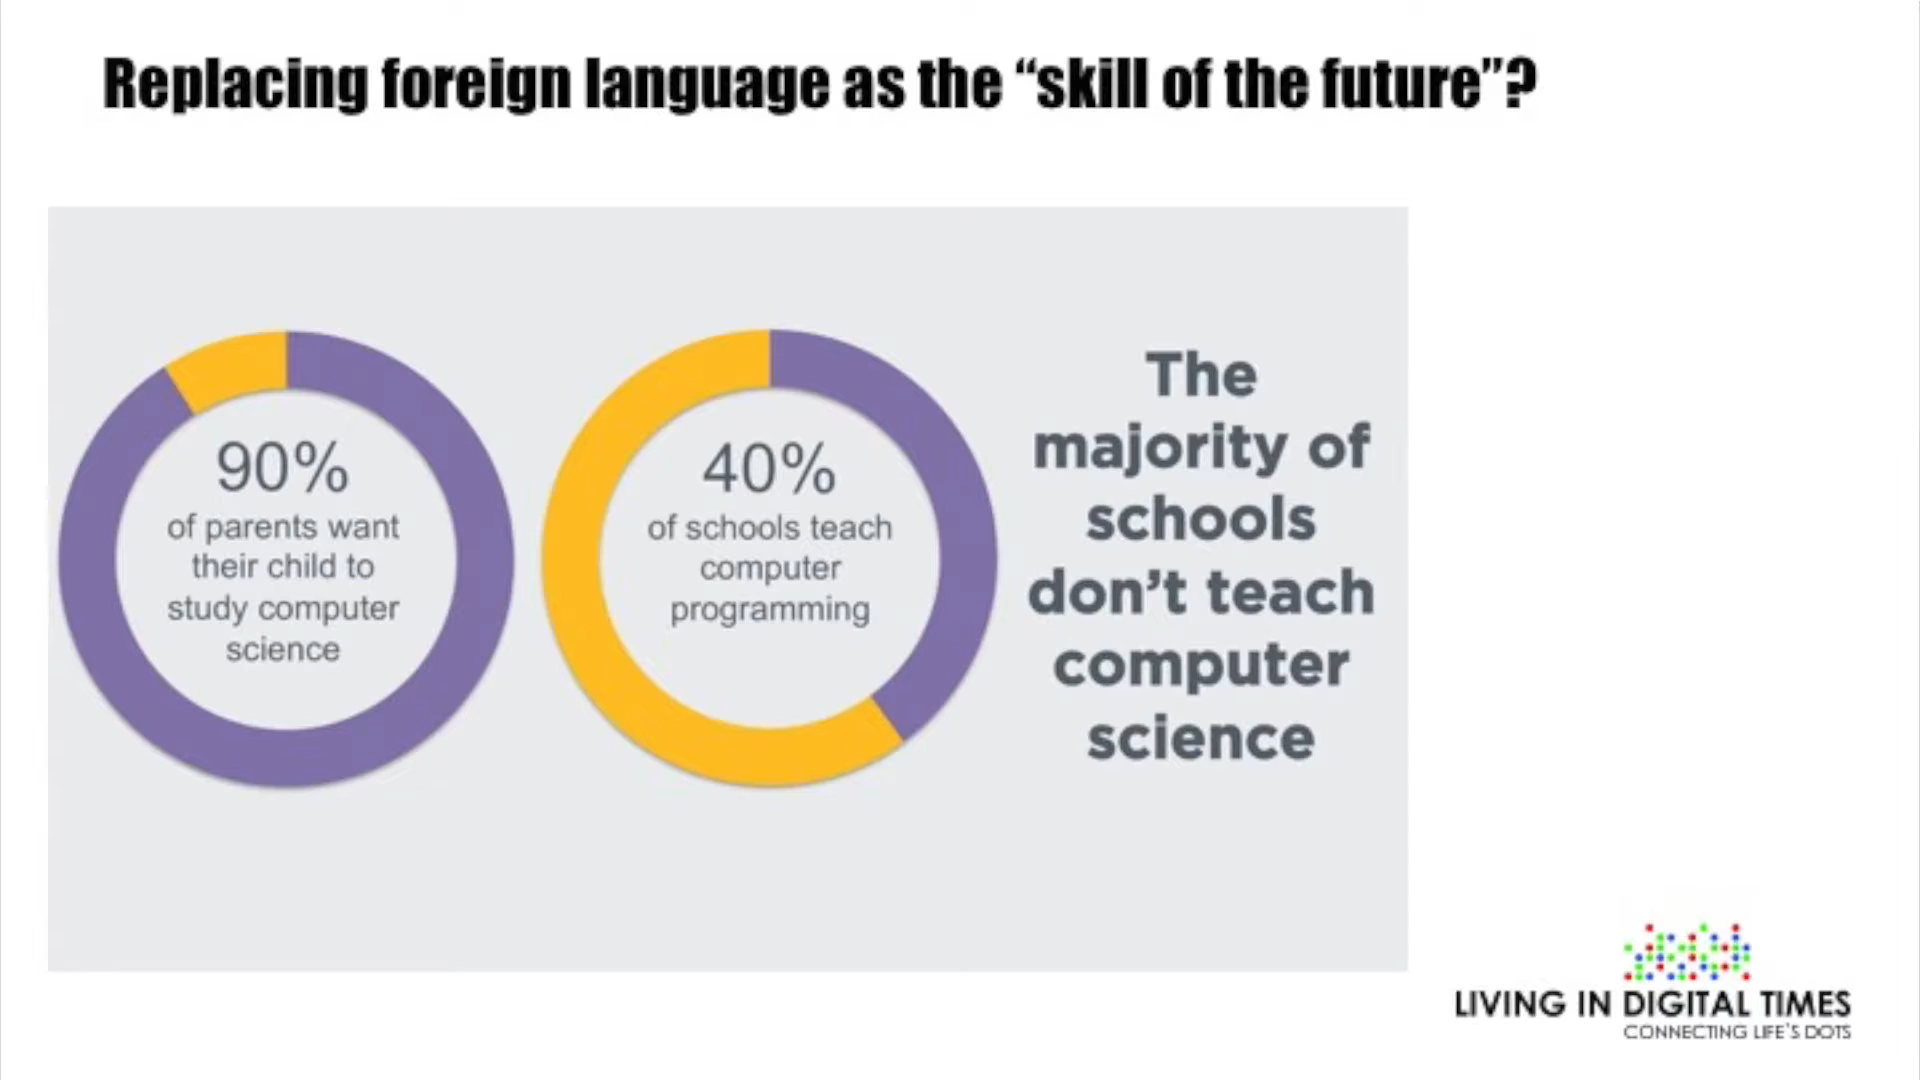 Replacing foreign language as the “skill of the future”?
90%
of parents want
their child to
study computer
science
40%
of schools teach
computer
programming
The
majority of
schools
don’t teach
computer
science
LIVING IN DIGITAL TIMES
CONNECTING LIFE’S DOTS